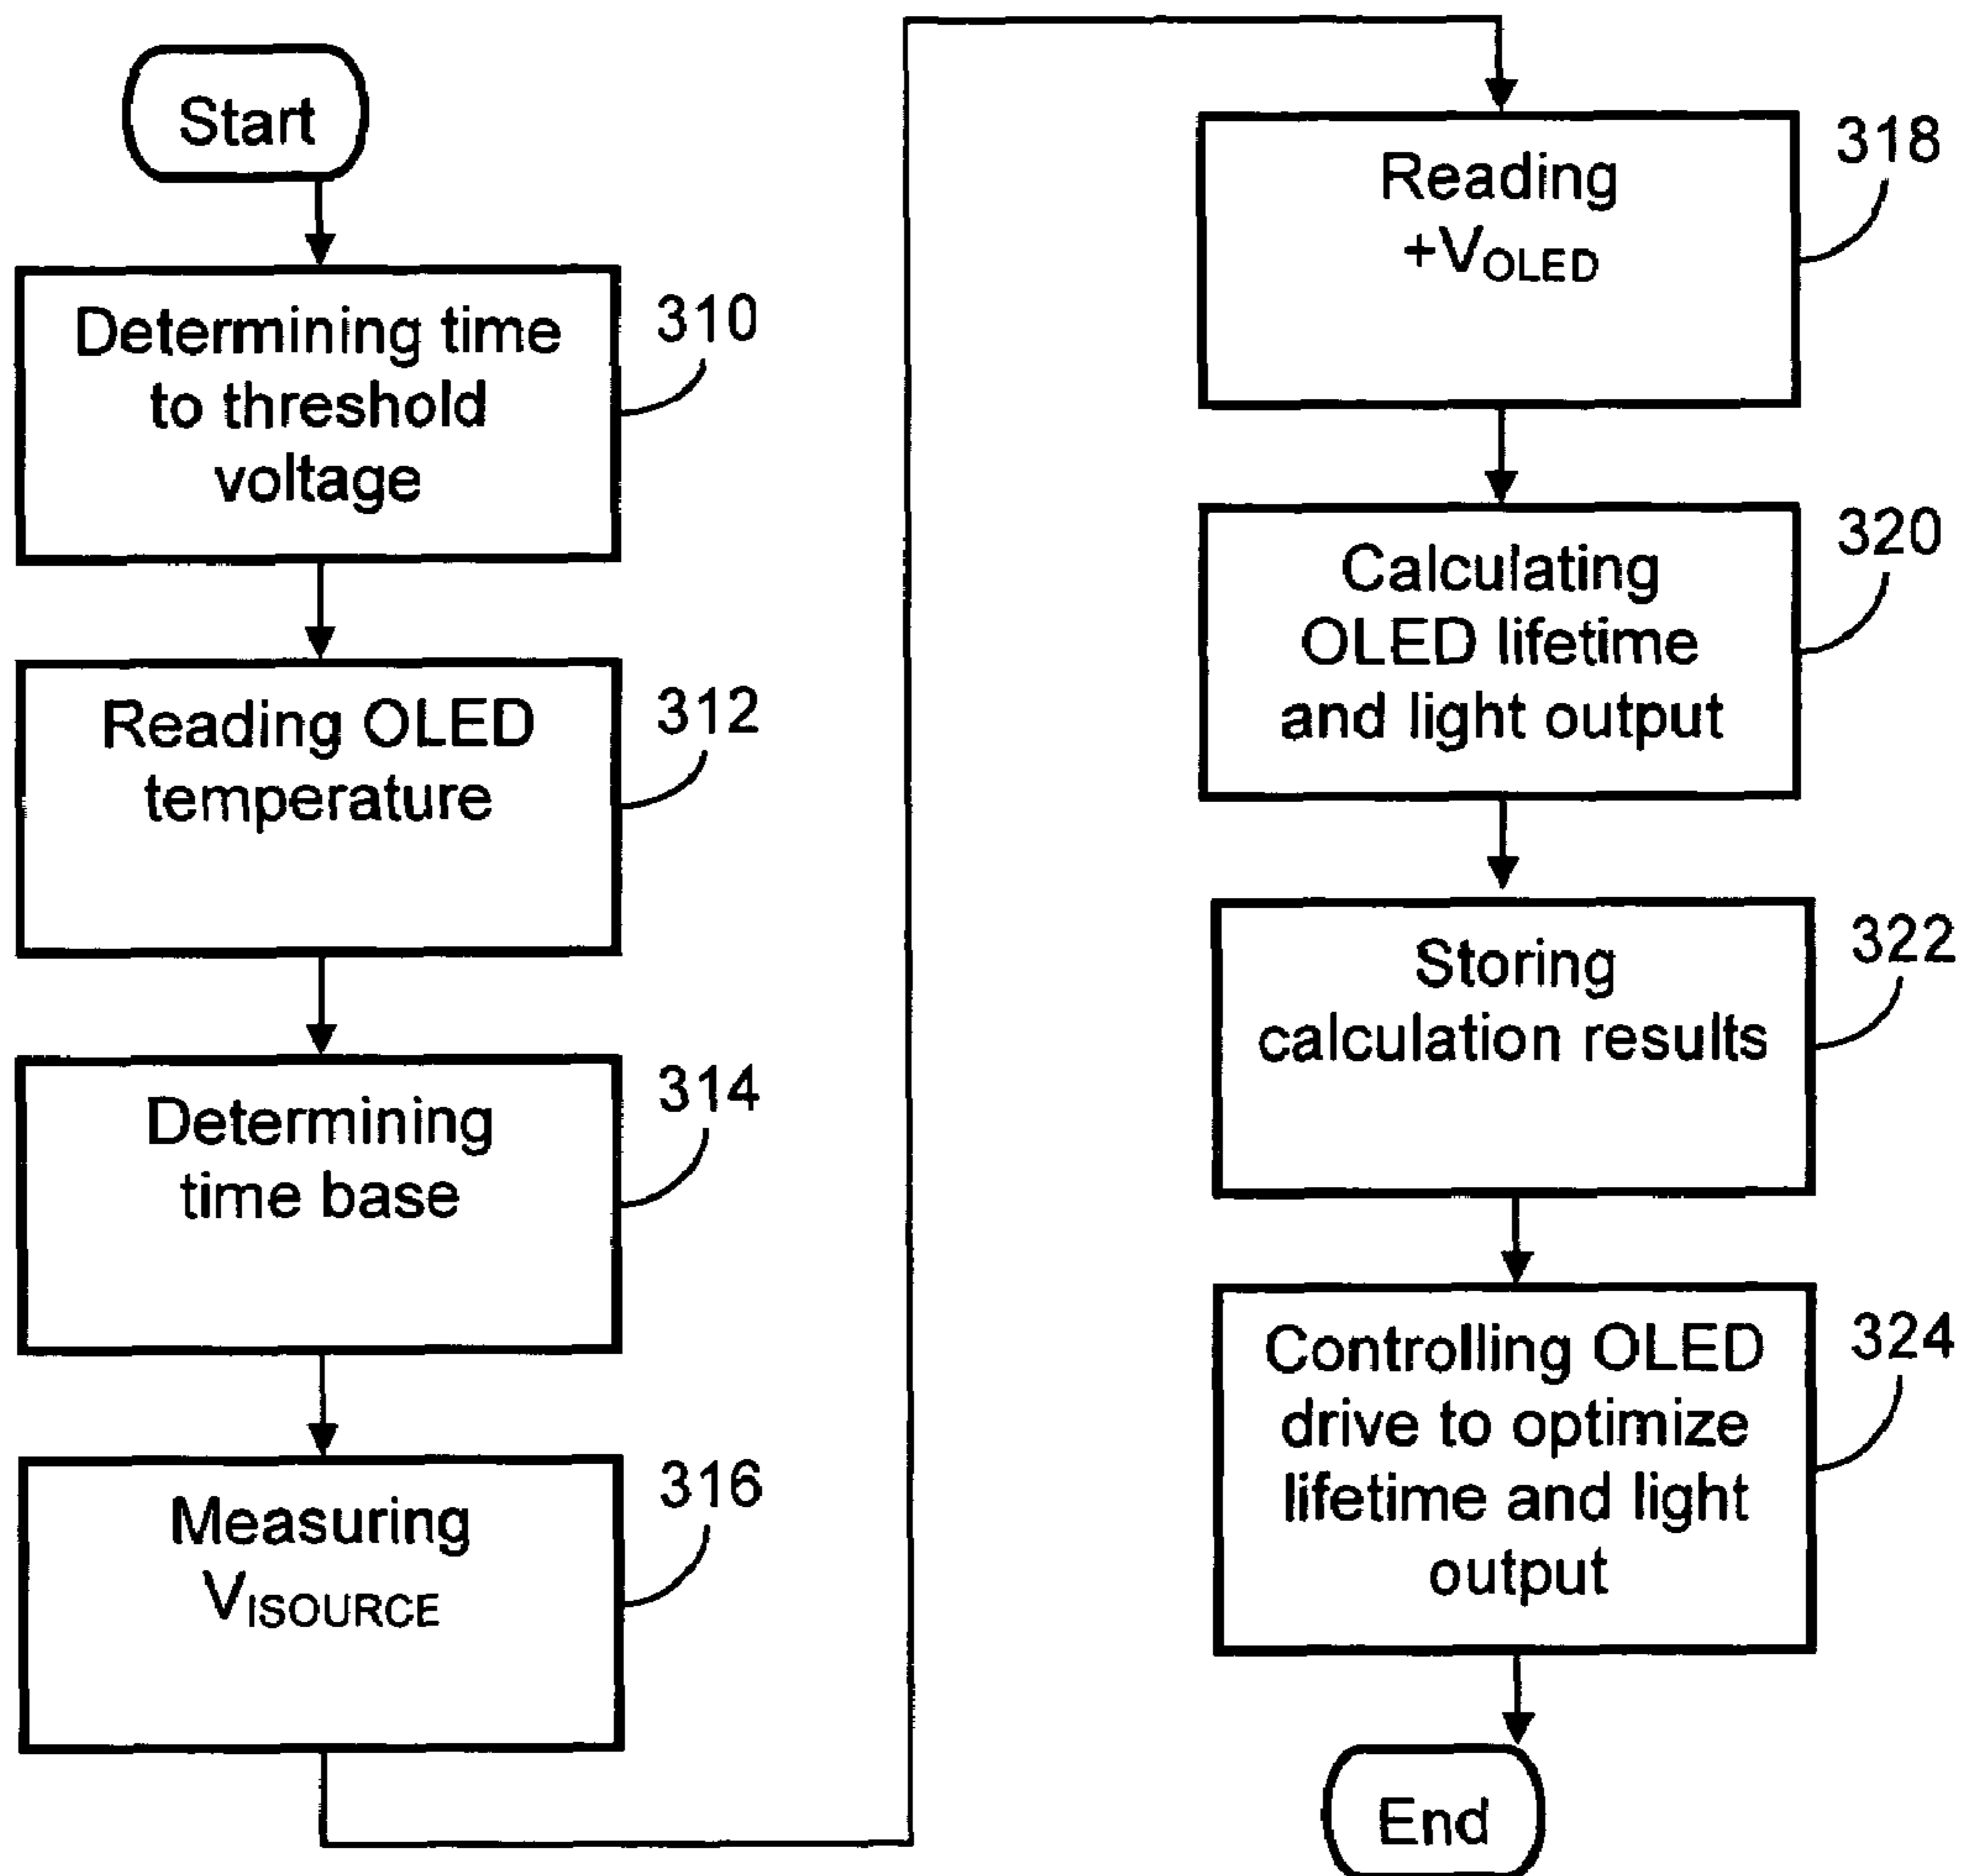 Start
Determining time
to threshold
voltage
310
Reading OLED
temperature
312
Determining
time base
314
Measuring
VISOURCE
316
Reading
+VOLED
318
Calculating
OLED lifetime
and light output
320
Storing
calculation results
322
Controlling OLED
drive to optimize
lifetime and light
output
324
End